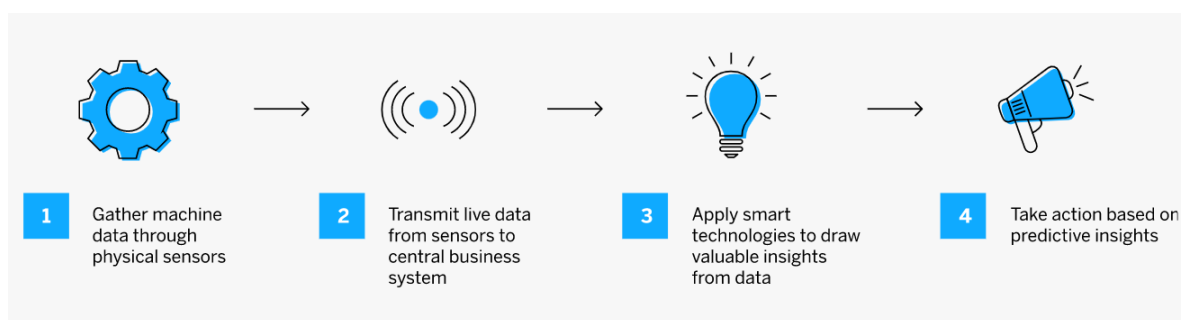 1
Gather machine
data through
physical sensors
2
Transmit live data
from sensors to
central business
system
3
Apply smart
technologies to draw
valuable insights
from data
4
Take action based on
predictive insights